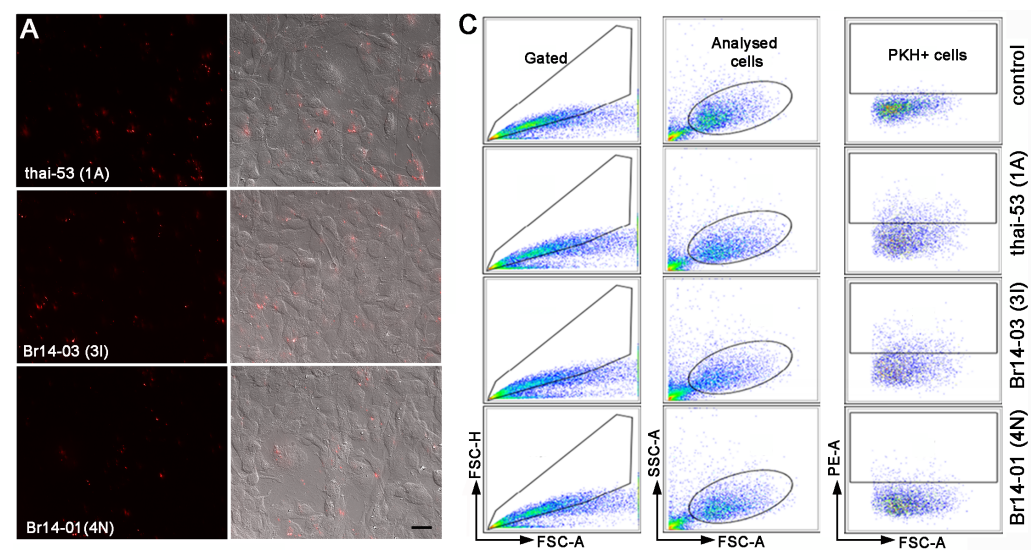 A
thai-53 (1A)
Br14-03 (3I)
Br14-01(4N)
C
Gated
Analysed
cells
PKH+ cells
control
thai-53 (1A)
Br14-03 (3I)
Br14-01 (4N)
FSC-H
FSC-A
SSC-A
FSC-A
PE-A
FSC-A